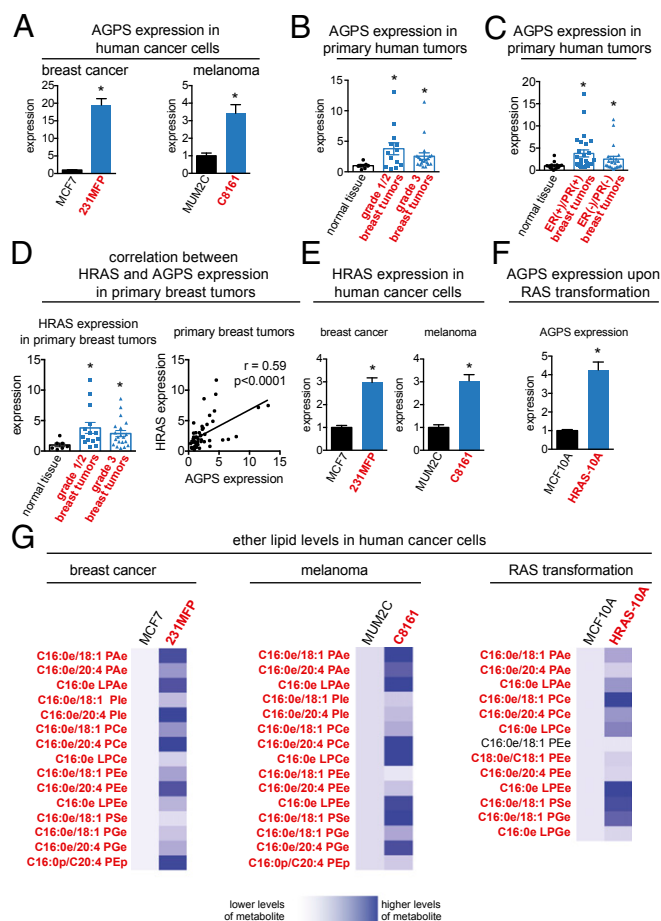 A
AGPS expression in
human cancer cells
breast cancer
melanoma
expression
25
20
15
10
5
0
*
MCF7
231MFP
expression
5
4
3
2
1
0
*
MUM2C
C8161
B
AGPS expression in
primary human tumors
expression
20
15
10
5
0
*
*
normal tissue
grade 1/2
breast tumors
grade 3
breast tumors
C
AGPS expression in
primary human tumors
expression
20
15
10
5
0
*
*
normal tissue
ER(+)/PR(+)
breast tumors
ER(-)/PR(-)
breast tumors
D
correlation between
HRAS and AGPS expression
in primary breast tumors
HRAS expression
in primary breast tumors
expression
15
10
5
0
*
*
normal tissue
grade 1/2
breast tumors
grade 3
breast tumors
primary breast tumors
HRAS expression
15
10
5
0
r = 0.59
p<0.0001
0 5 10 15
AGPS expression
E
HRAS expression in
human cancer cells
breast cancer
melanoma
expression
4
3
2
1
0
*
MCF7
231MFP
expression
4
3
2
1
0
*
MUM2C
C8161
F
AGPS expression upon
RAS transformation
AGPS expression
expression
5
4
3
2
1
0
*
MCF10A
HRAS-10A
G
ether lipid levels in human cancer cells
breast cancer
MCF7
231MFP
C16:0e/18:1 PAe
C16:0e/20:4 PAe
C16:0e LPAe
C16:0e/18:1 PIe
C16:0e/20:4 PIe
C16:0e/18:1 PCe
C16:0e/20:4 PCe
C16:0e LPCe
C16:0e/18:1 PEe
C16:0e/20:4 PEe
C16:0e LPEe
C16:0e/18:1 PSe
C16:0e/18:1 PGe
C16:0e/20:4 PGe
C16:0p/C20:4 PEp
melanoma
MUM2C
C8161
C16:0e/18:1 PAe
C16:0e/20:4 PAe
C16:0e LPAe
C16:0e/18:1 PIe
C16:0e/20:4 PIe
C16:0e/18:1 PCe
C16:0e/20:4 PCe
C16:0e LPCe
C16:0e/18:1 PEe
C16:0e/20:4 PEe
C16:0e LPEe
C16:0e/18:1 PSe
C16:0e/18:1 PGe
C16:0e/20:4 PGe
C16:0p/C20:4 PEp
RAS transformation
MCF10A
HRAS-10A
C16:0e/18:1 PAe
C16:0e/20:4 PAe
C16:0e LPAe
C16:0e/18:1 PCe
C16:0e/20:4 PCe
C16:0e LPCe
C16:0e/18:1 PEe
C18:0e/C18:1 PEe
C16:0e/20:4 PEe
C16:0e LPEe
C16:0e/18:1 PSe
C16:0e/18:1 PGe
C16:0e LPGe
lower levels
of metabolite
higher levels
of metabolite